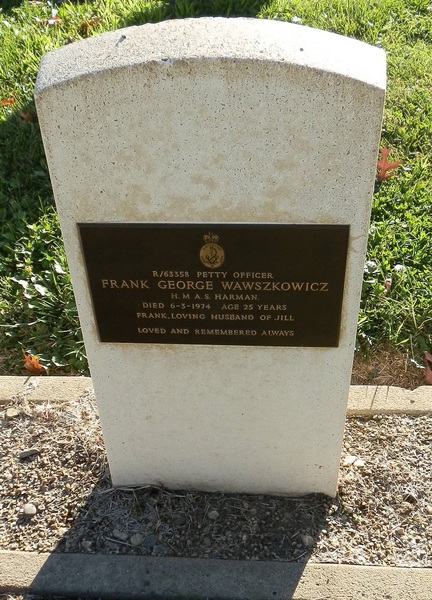 R/63358 PETTY OFFICER
FRANK GEORGE WAWSZKOWICZ
H.M.A.S. HARMAN.
DIED 6-3-1974 AGE 25 YEARS
FRANK, LOVING HUSBAND OF JILL
LOVED AND REMEMBERED ALWAYS